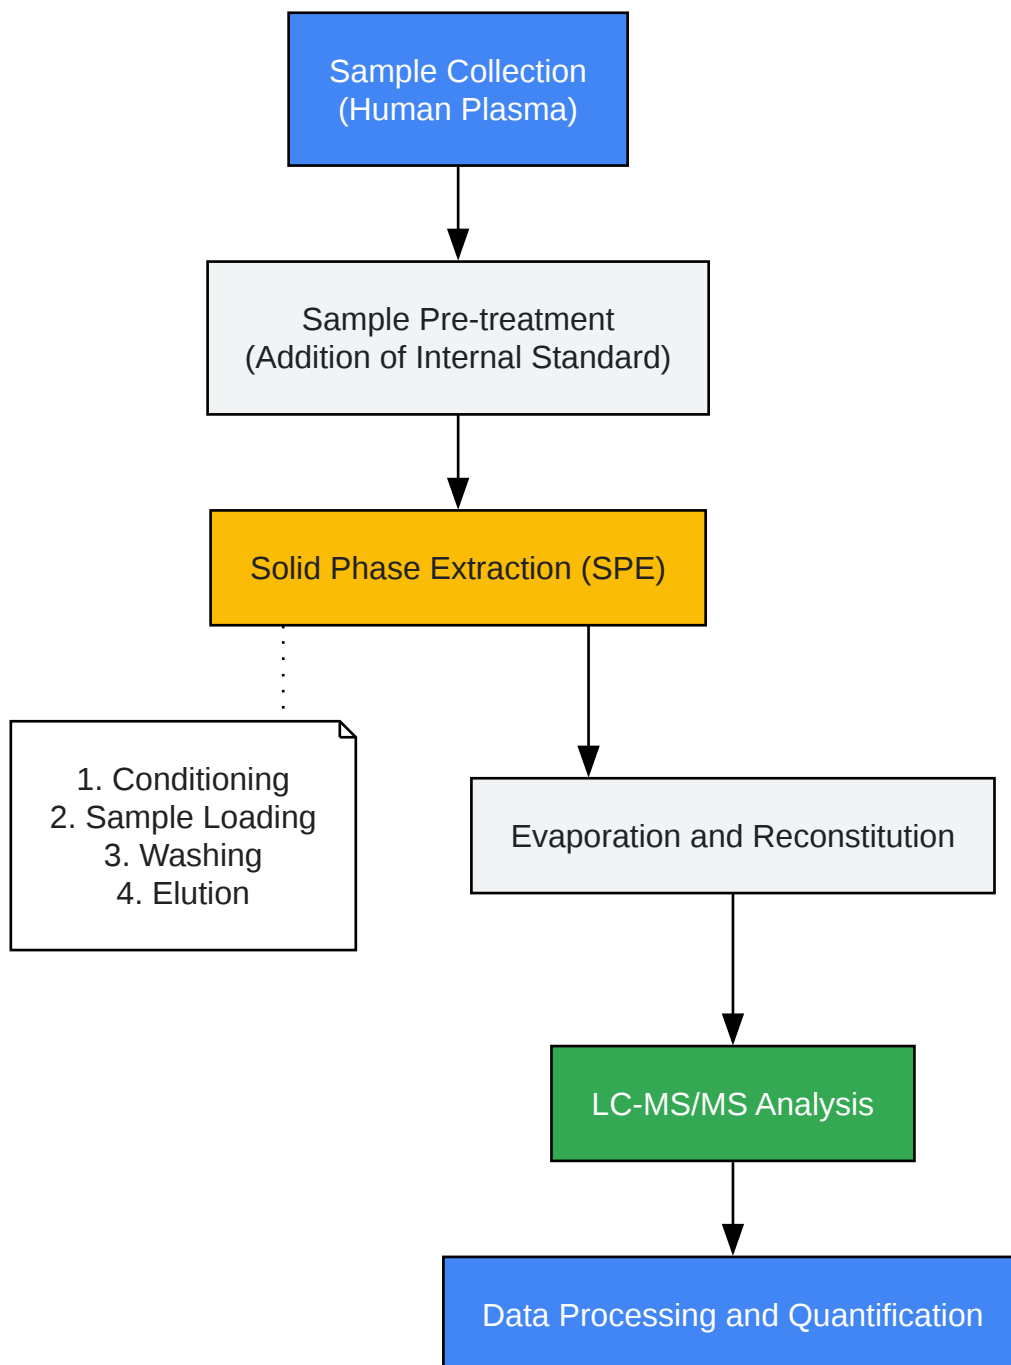 Sample Collection
(Human Plasma)
Sample Pre-treatment
(Addition of Internal Standard)
Solid Phase Extraction (SPE)
1. Conditioning
2. Sample Loading
3. Washing
4. Elution
Evaporation and Reconstitution
LC-MS/MS Analysis
Data Processing and Quantification